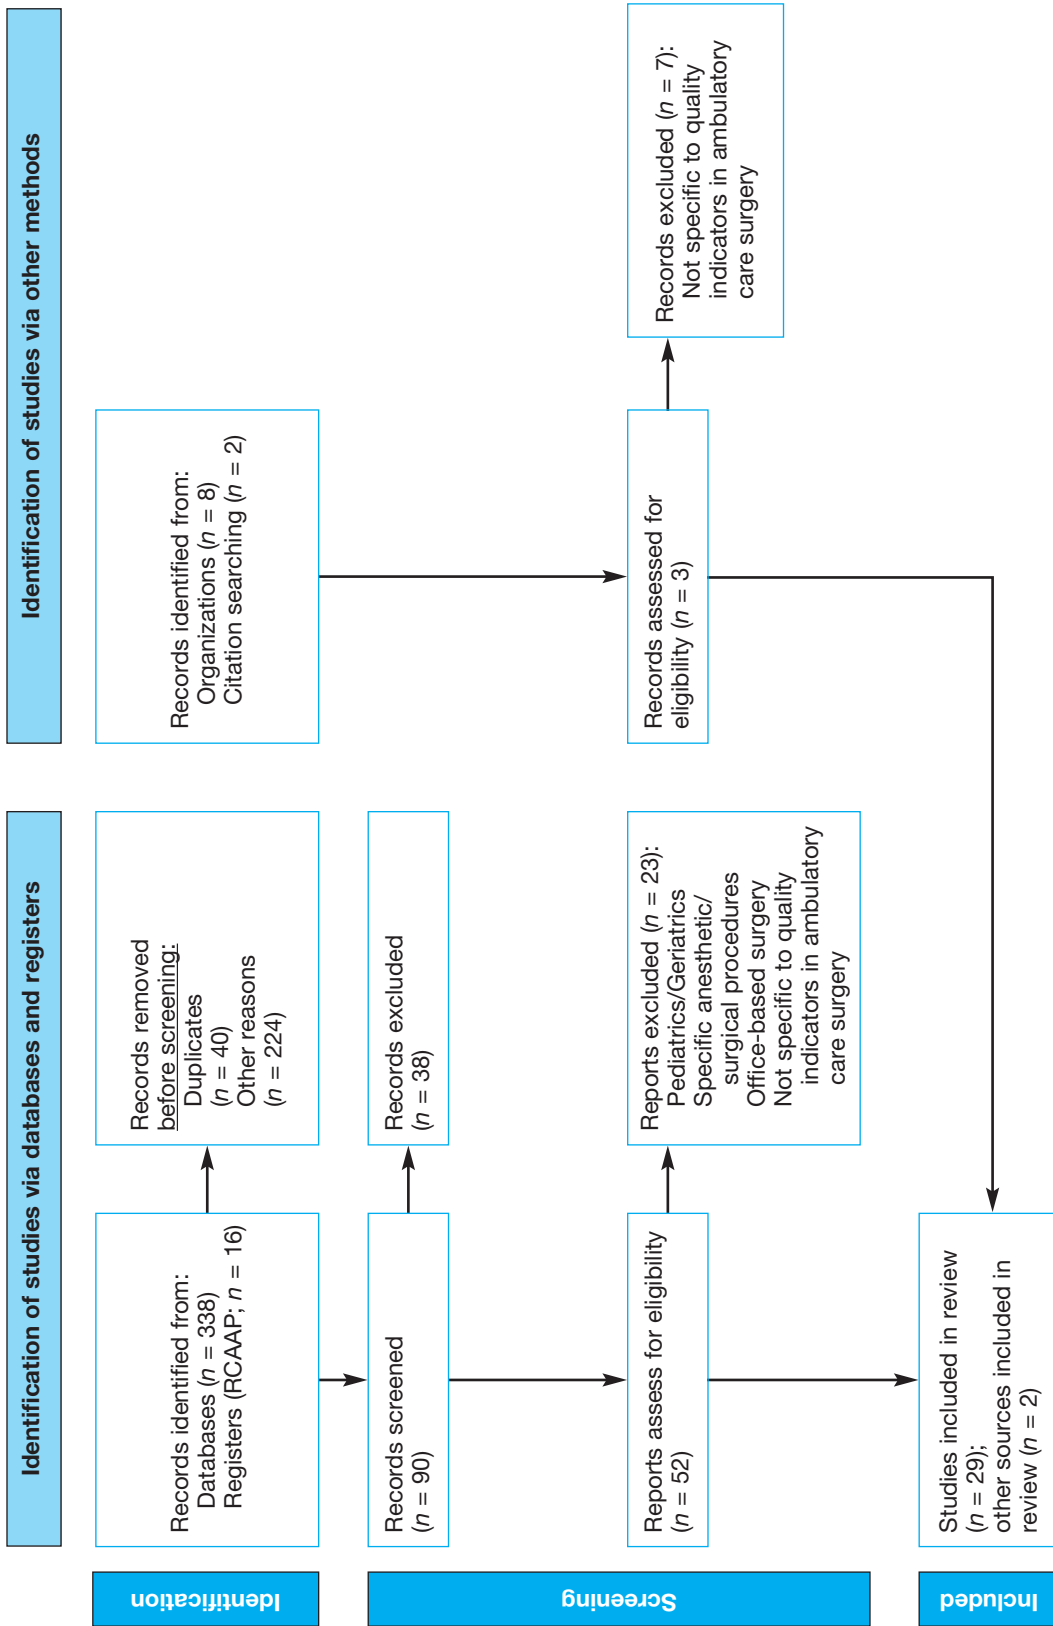 Identification of studies via databases and registers
Identification of studies via other methods
Identification
Records identified from:
Databases (n = 338)
Registers (RCAAP; n = 16)
Records removed
before screening:
Duplicates
(n = 40)
Other reasons
(n = 224)
Records identified from:
Organizations (n = 8)
Citation searching (n = 2)
Screening
Records screened
(n = 90)
Records excluded
(n = 38)
Reports assess for eligibility
(n = 52)
Reports excluded (n = 23):
Pediatrics/Geriatrics
Specific anesthetic/
surgical procedures
Office-based surgery
Not specific to quality
indicators in ambulatory
care surgery
Records assessed for
eligibility (n = 3)
Records excluded (n = 7):
Not specific to quality
indicators in ambulatory
care surgery
Included
Studies included in review
(n = 29);
other sources included in
review (n = 2)